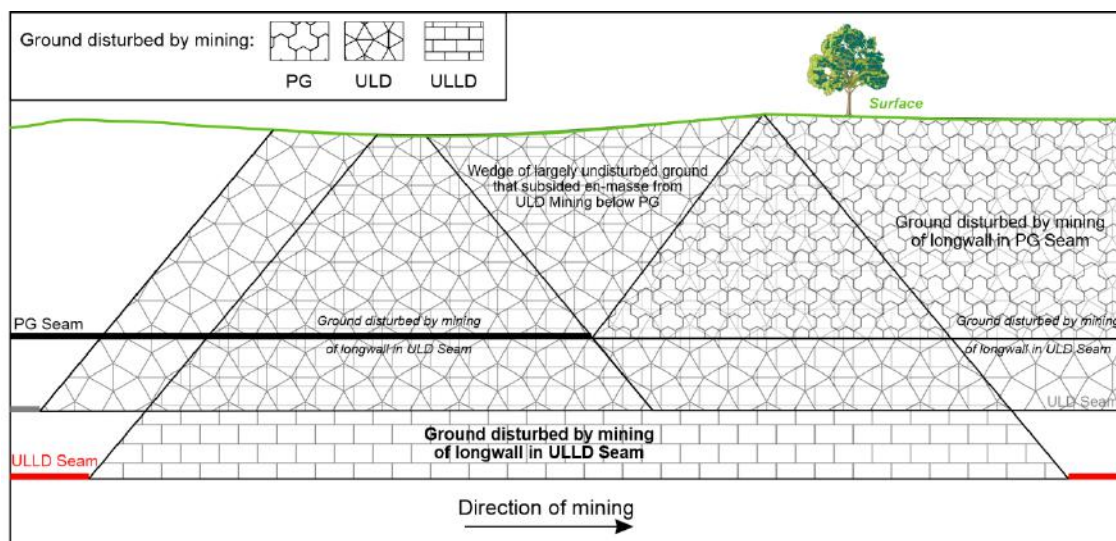 Ground disturbed by mining:
PG
ULD
ULLD
Surface
Wedge of largely undisturbed ground
that subsided en-masse from
ULD Mining below PG
Ground disturbed by mining
of longwall in PG Seam
PG Seam
Ground disturbed by mining
of longwall in ULD Seam
Ground disturbed by mining
of longwall in ULD Seam
ULD Seam
Ground disturbed by mining
of longwall in ULLD Seam
ULLD Seam
Direction of mining